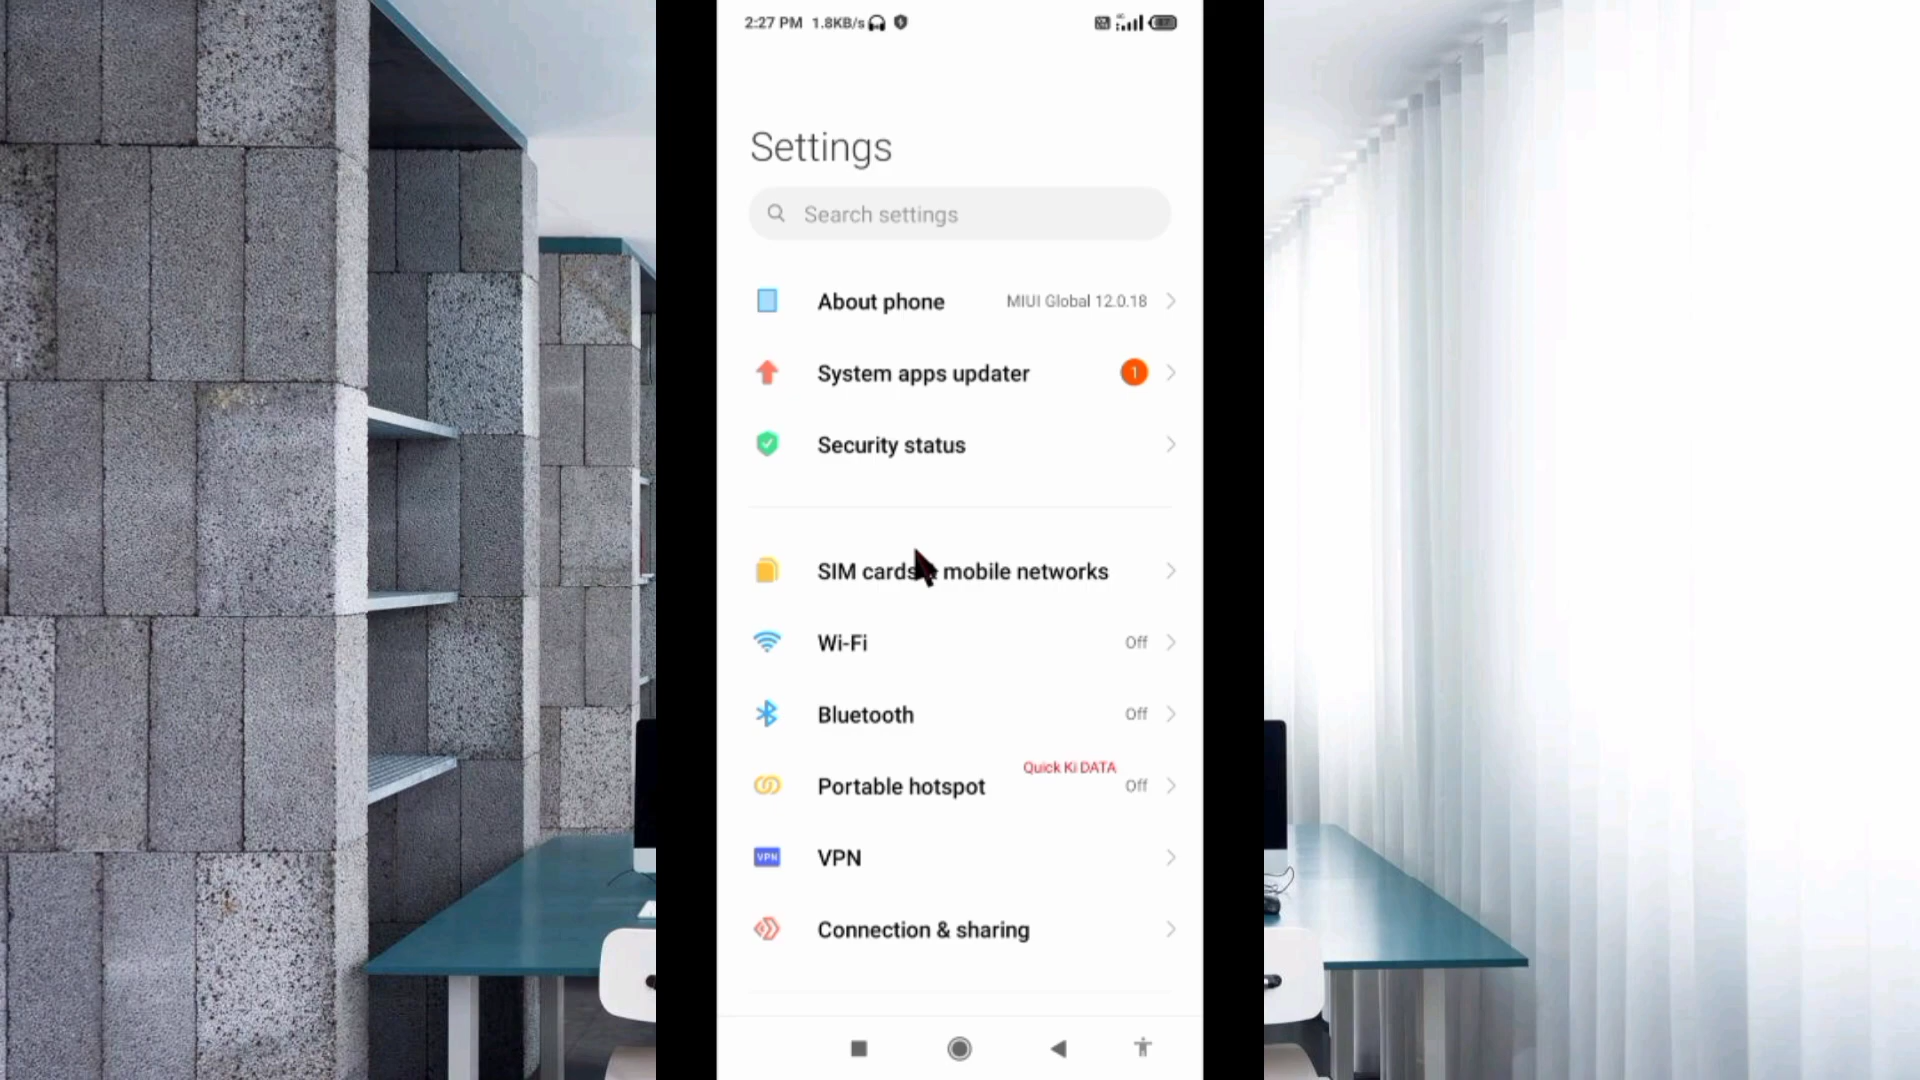 2:27 PM 1.8KB/s
Settings
Search settings
About phone MIUI Global 12.0.18
System apps updater 1
Security status
SIM cards mobile networks
Wi-Fi Off
Bluetooth Off
Quick Ki DATA
Portable hotspot Off
VPN VPN
Connection & sharing